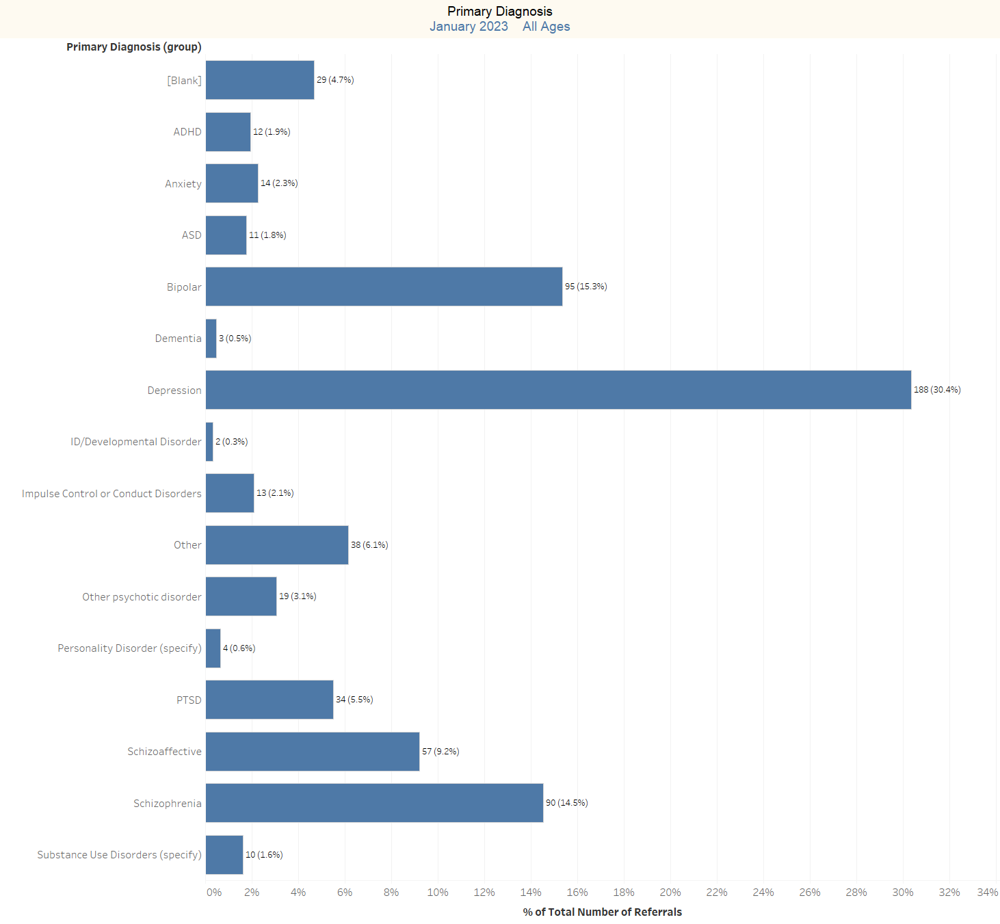 Primary Diagnosis
January 2023 All Ages
Primary Diagnosis (group)
[Blank] 29 (4.7%)
ADHD 12 (1.9%)
Anxiety 14 (2.3%)
ASD 11 (1.8%)
Bipolar 95 (15.3%)
Dementia 3 (0.5%)
Depression 188 (30.4%)
ID/Developmental Disorder 2 (0.3%)
Impulse Control or Conduct Disorders 13 (2.1%)
Other 38 (6.1%)
Other psychotic disorder 19 (3.1%)
Personality Disorder (specify) 4 (0.6%)
PTSD 34 (5.5%)
Schizoaffective 57 (9.2%)
Schizophrenia 90 (14.5%)
Substance Use Disorders (specify) 10 (1.6%)
0% 2% 4% 6% 8% 10% 12% 14% 16% 18% 20% 22% 24% 26% 28% 30% 32% 34%
% of Total Number of Referrals